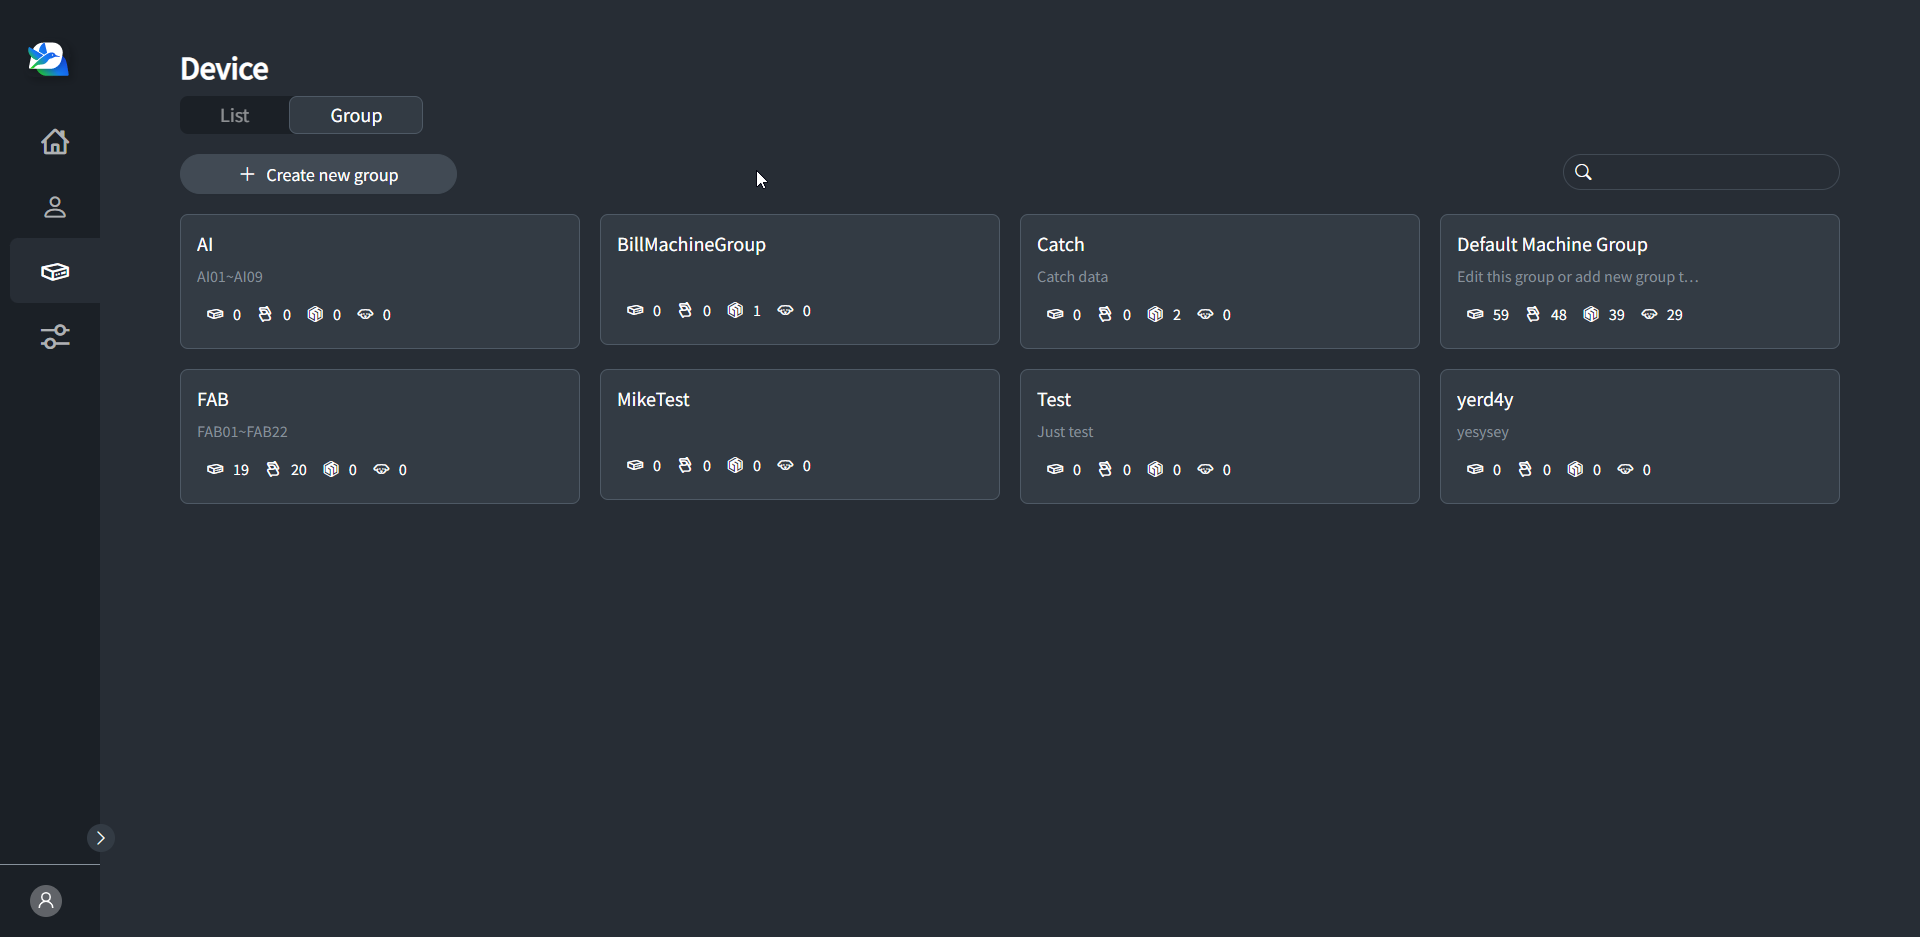 Device
List Group
Create new group
AI
AI01~AI09
0 0 0 0
BillMachineGroup
0 0 1 0
Catch
Catch data
0 0 2 0
Default Machine Group
Edit this group or add new group t...
59 48 39 29
FAB
FAB01~FAB22
19 20 0 0
MikeTest
0 0 0 0
Test
Just test
0 0 0 0
yerd4y
yesysey
0 0 0 0